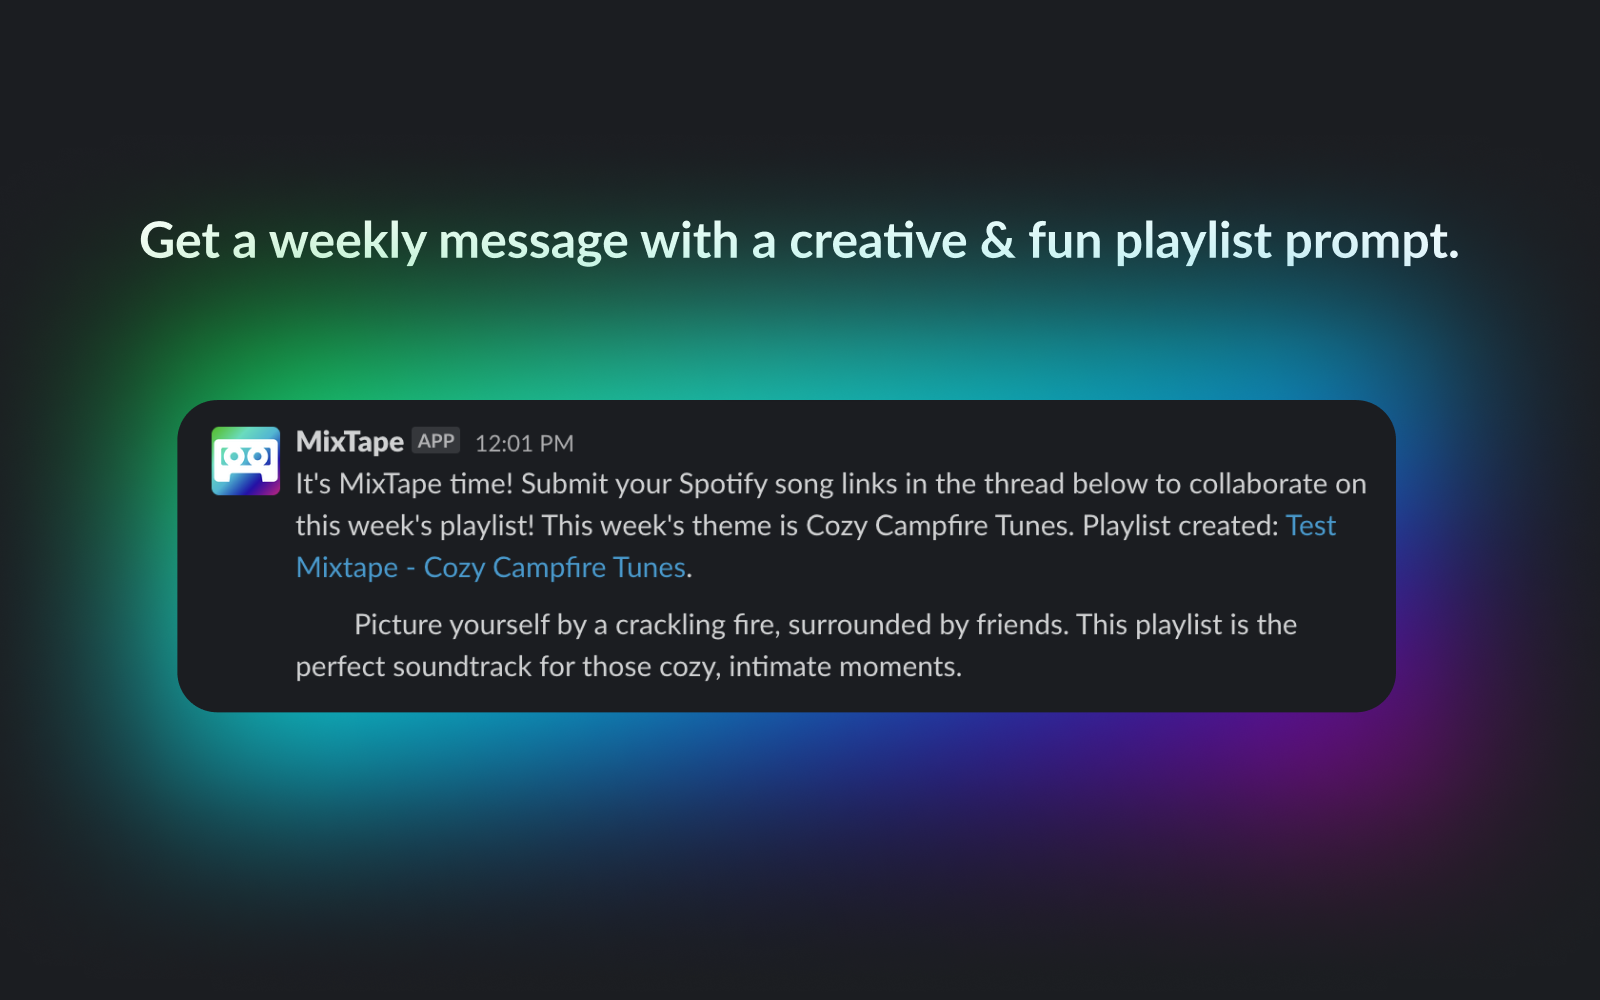 Get a weekly message with a creative & fun playlist prompt.
MixTape APP 12:01 PM
It's MixTape time! Submit your Spotify song links in the thread below to collaborate on
this week's playlist! This week's theme is Cozy Campfire Tunes. Playlist created: Test
Mixtape - Cozy Campfire Tunes.
Picture yourself by a crackling fire, surrounded by friends. This playlist is the
perfect soundtrack for those cozy, intimate moments.